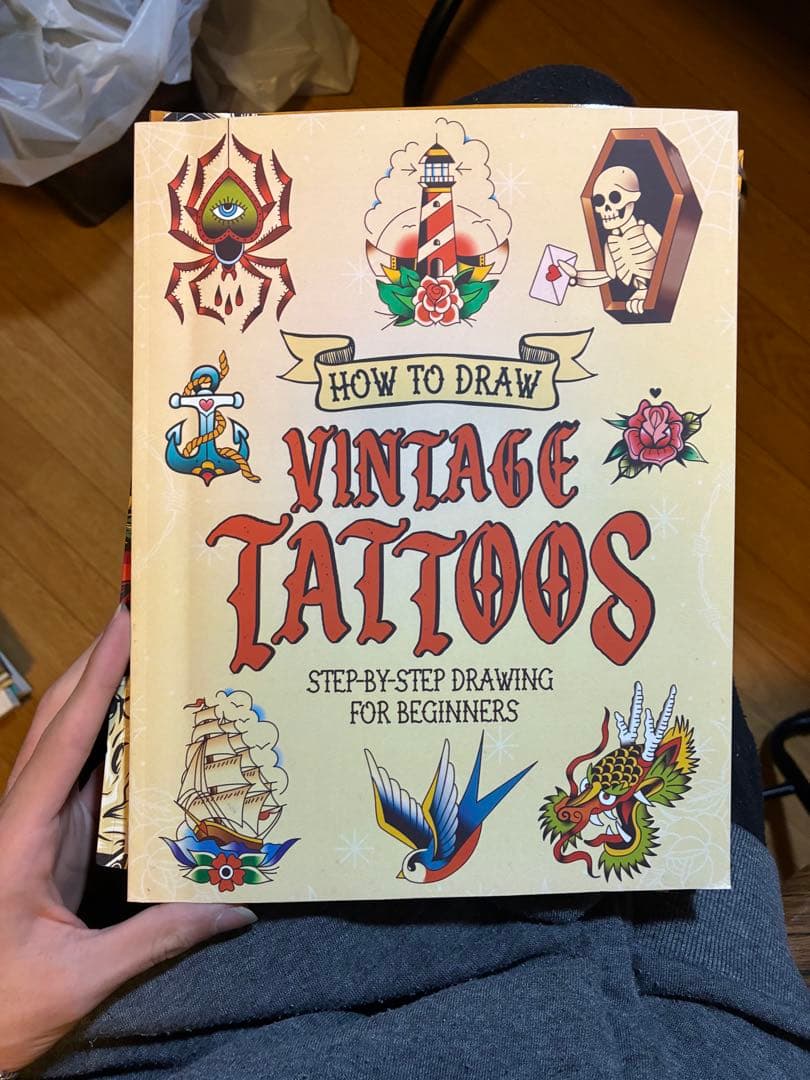 HOW TO DRAW
VINTAGE
TATTOOS
STEP-BY-STEP DRAWING
FOR BEGINNERS